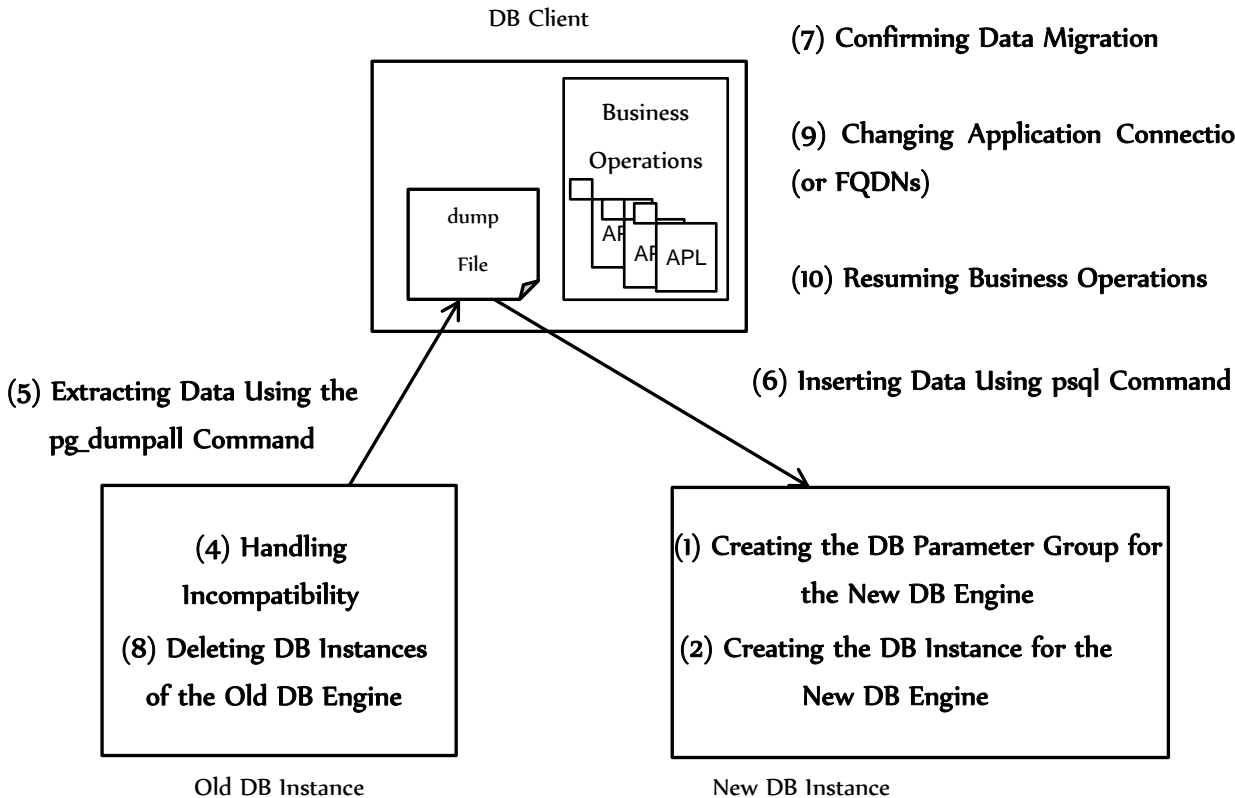 DB Client
(7) Confirming Data Migration
Business
Operations
(9) Changing Application Connectio
(or FQDNs)
dump
File
AP
AP
APL
(10) Resuming Business Operations
(5) Extracting Data Using the
pg_dumpall Command
(6) Inserting Data Using psql Command
(4) Handling
Incompatibility
(8) Deleting DB Instances
of the Old DB Engine
(1) Creating the DB Parameter Group for
the New DB Engine
(2) Creating the DB Instance for the
New DB Engine
Old DB Instance
New DB Instance